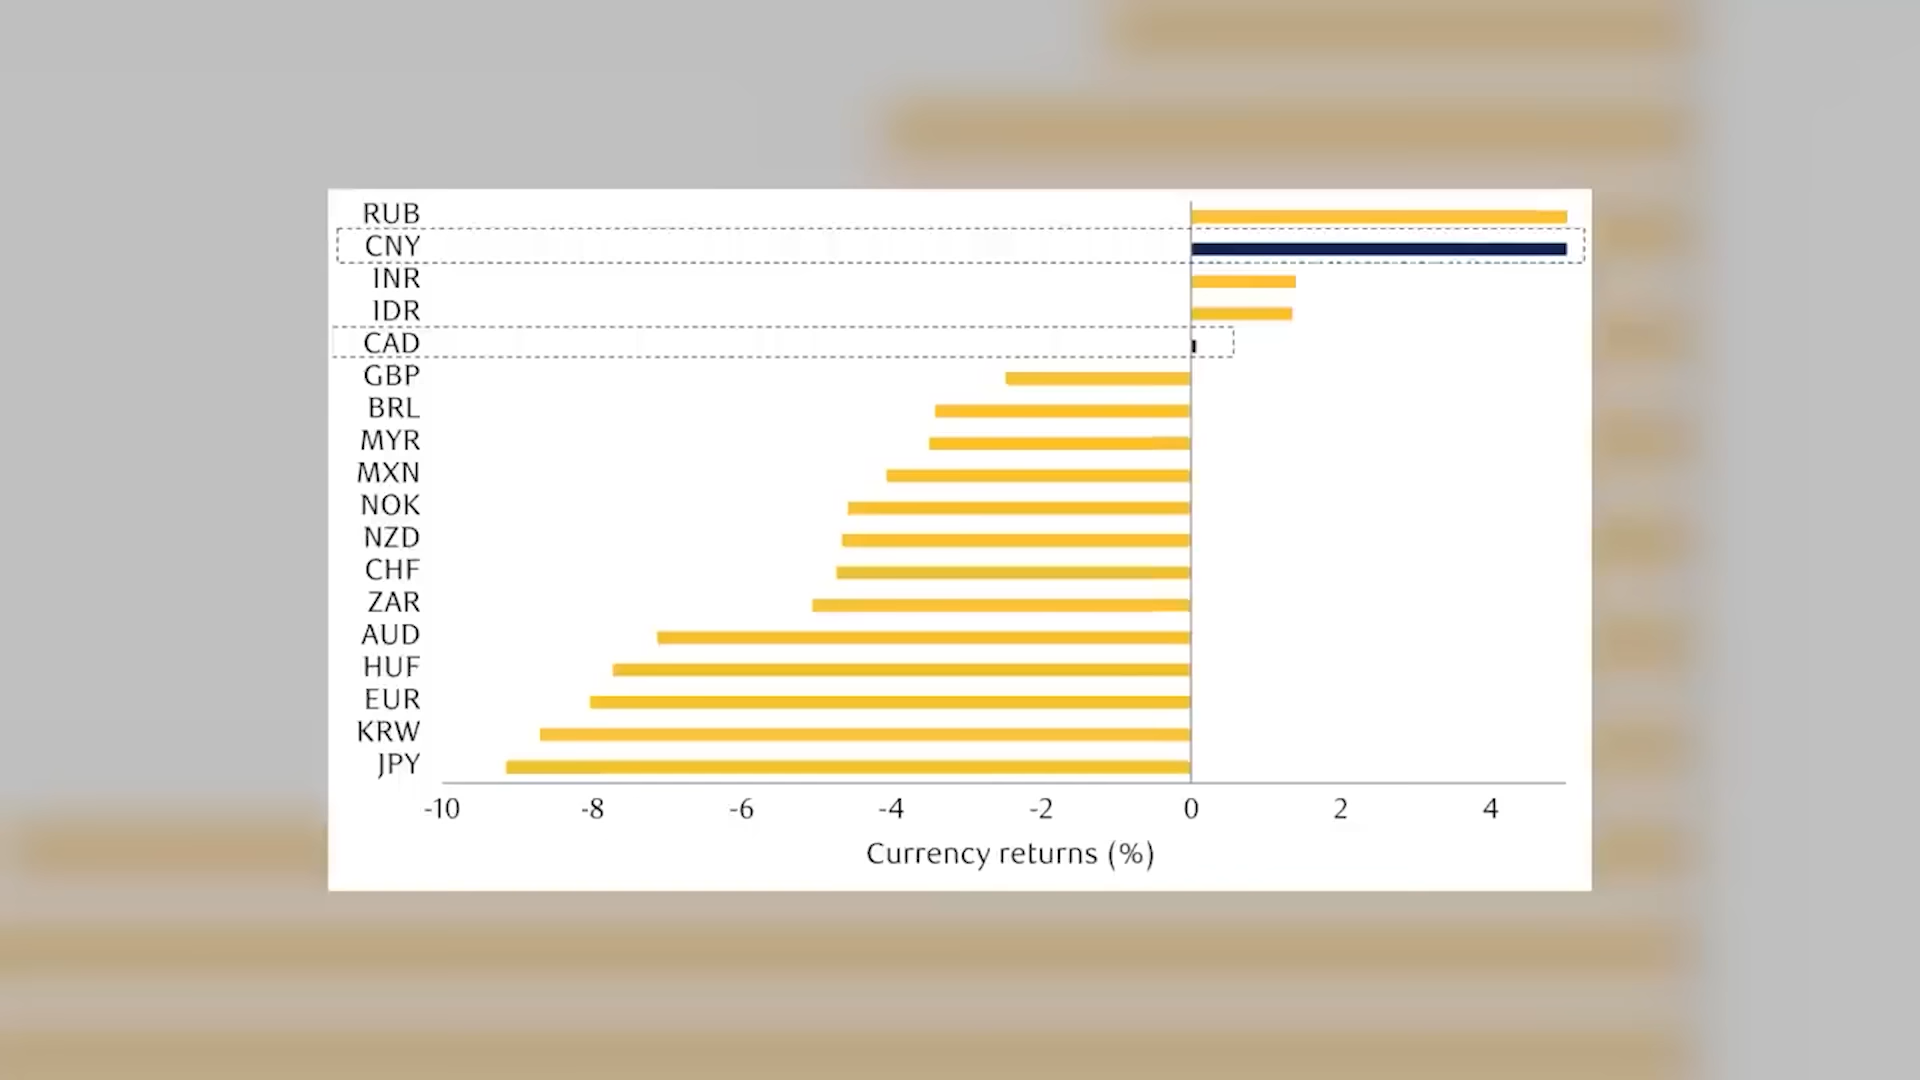 RUB
CNY
INR
IDR
CAD
GBP
BRL
MYR
MXN
NOK
NZD
CHF
ZAR
AUD
HUF
EUR
KRW
JPY
-10 -8 -6 -4 -2 0 2 4
Currency returns (%)